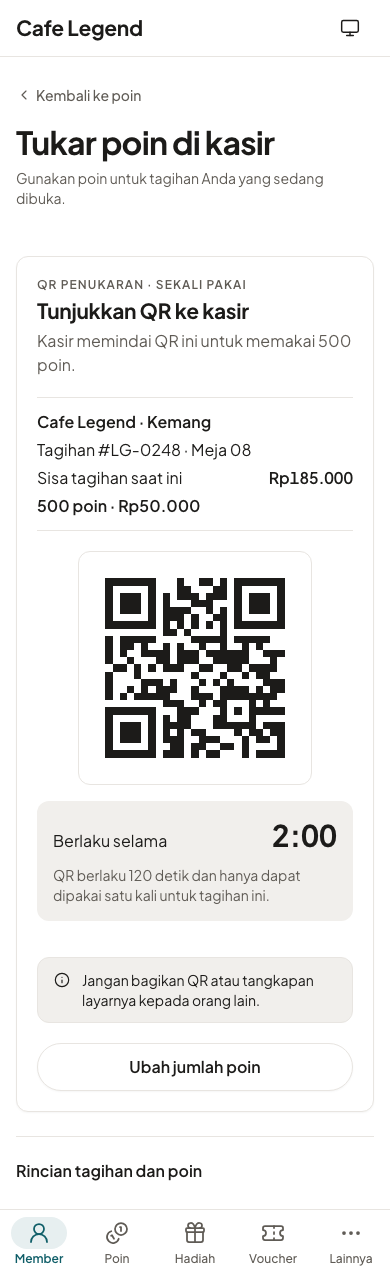 Cafe Legend
Kembali ke poin
Tukar poin di kasir
Gunakan poin untuk tagihan Anda yang sedang
dibuka.
QR PENUKARAN · SEKALI PAKAI
Tunjukkan QR ke kasir
Kasir memindai QR ini untuk memakai 500
poin.
Cafe Legend · Kemang
Tagihan #LG-0248 · Meja 08
Sisa tagihan saat ini Rp185.000
500 poin · Rp50.000
Berlaku selama 2:00
QR berlaku 120 detik dan hanya dapat
dipakai satu kali untuk tagihan ini.
Jangan bagikan QR atau tangkapan
layarnya kepada orang lain.
Ubah jumlah poin
Rincian tagihan dan poin
Member Poin Hadiah Voucher Lainnya